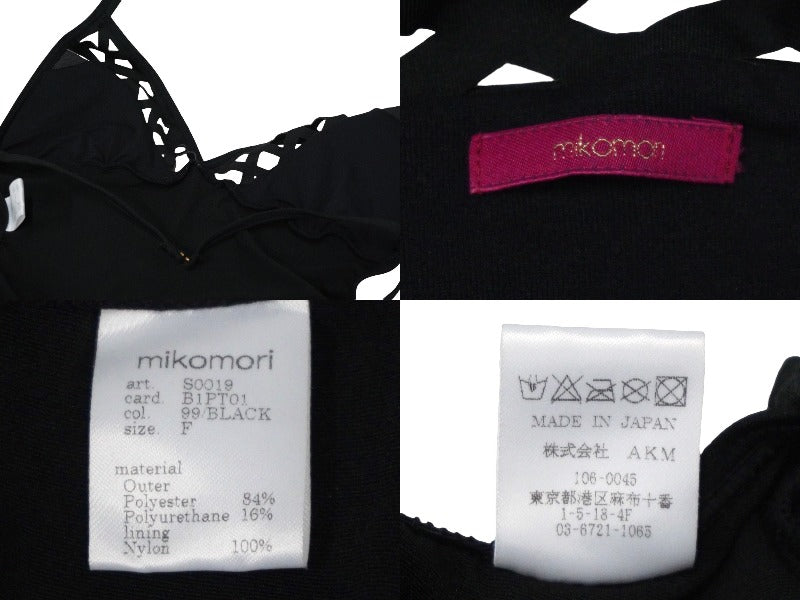 mikomori
mikomori
art. S0019
card. B1PT01
col. 99/BLACK
size. F
material
Outer
Polyester 84%
Polyurethane 16%
lining
Nylon 100%
MADE IN JAPAN
株式会社 AKM
106-0045
東京都港区麻布十番
1-5-18-4F
03-6721-1063